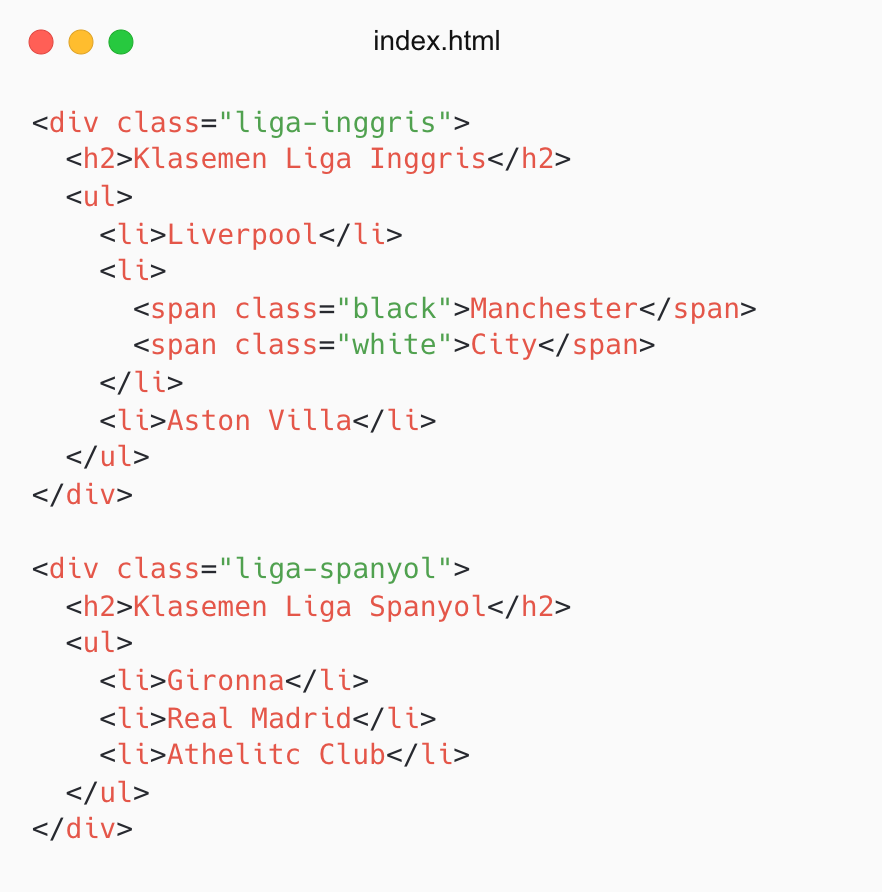 index.html
<div class="liga-inggris">
  <h2>Klasemen Liga Inggris</h2>
  <ul>
    <li>Liverpool</li>
    <li>
      <span class="black">Manchester</span>
      <span class="white">City</span>
    </li>
    <li>Aston Villa</li>
  </ul>
</div>

<div class="liga-spanyol">
  <h2>Klasemen Liga Spanyol</h2>
  <ul>
    <li>Gironna</li>
    <li>Real Madrid</li>
    <li>Athelitc Club</li>
  </ul>
</div>